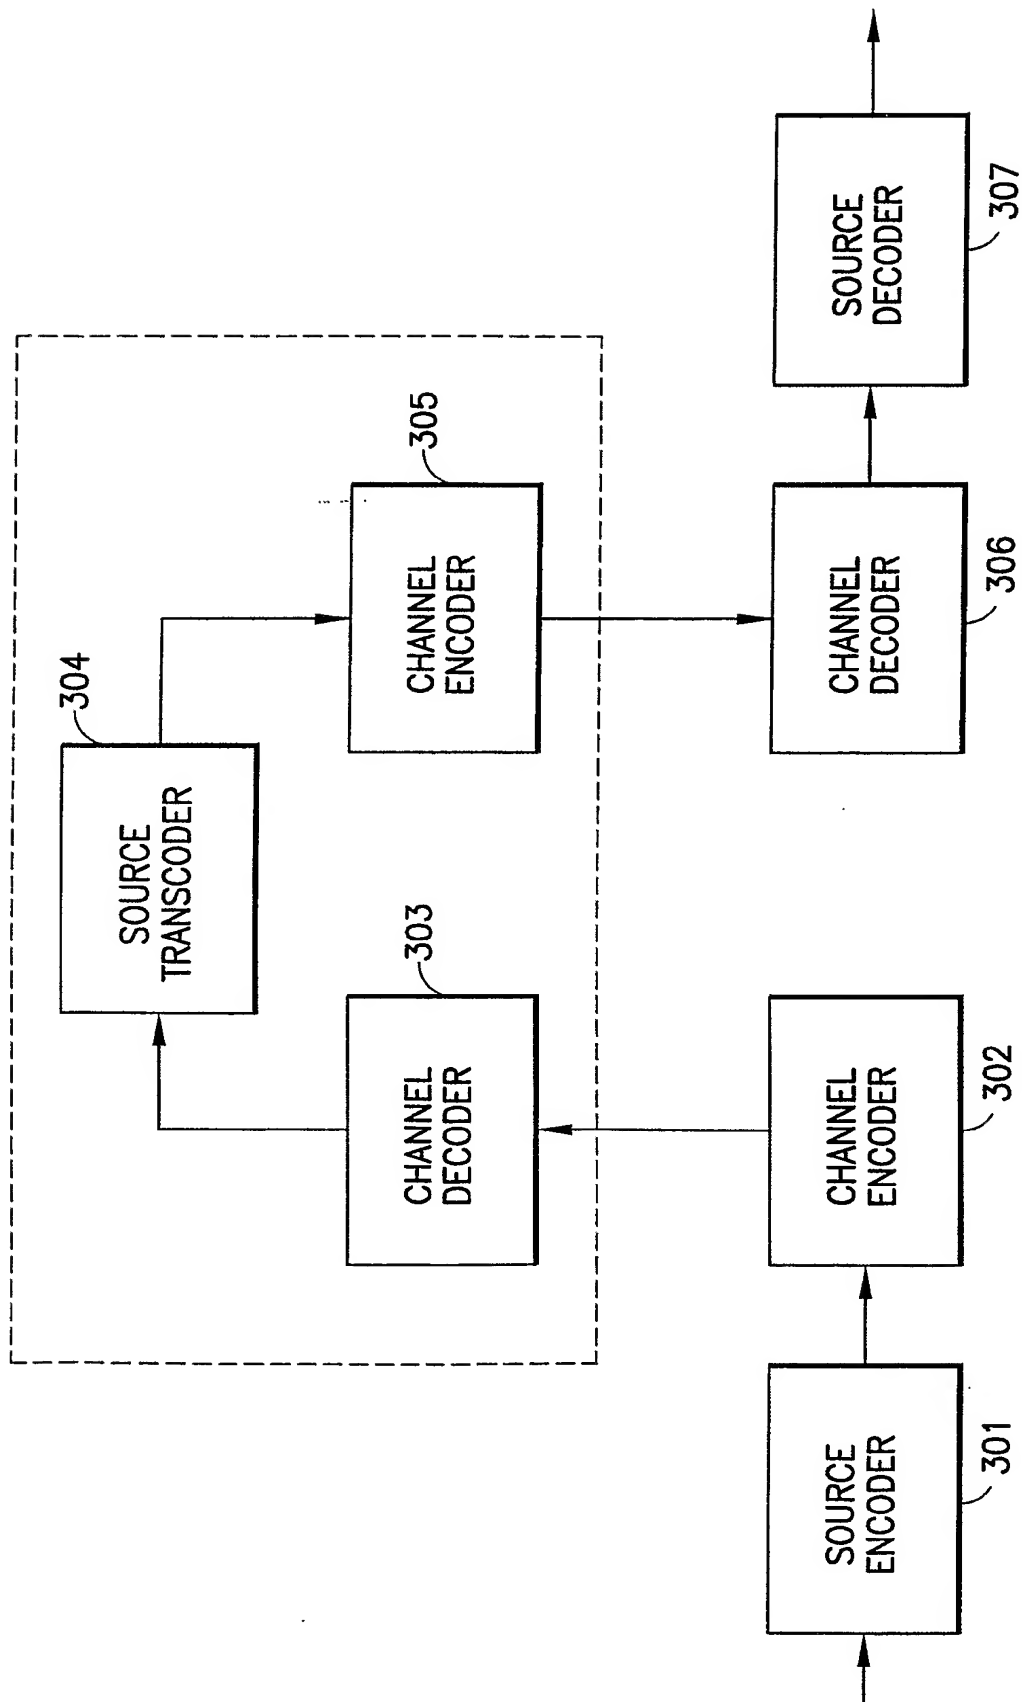 304
SOURCE
TRANSCODER
303
CHANNEL
DECODER
305
CHANNEL
ENCODER
SOURCE
ENCODER
301
CHANNEL
ENCODER
302
CHANNEL
DECODER
306
SOURCE
DECODER
307